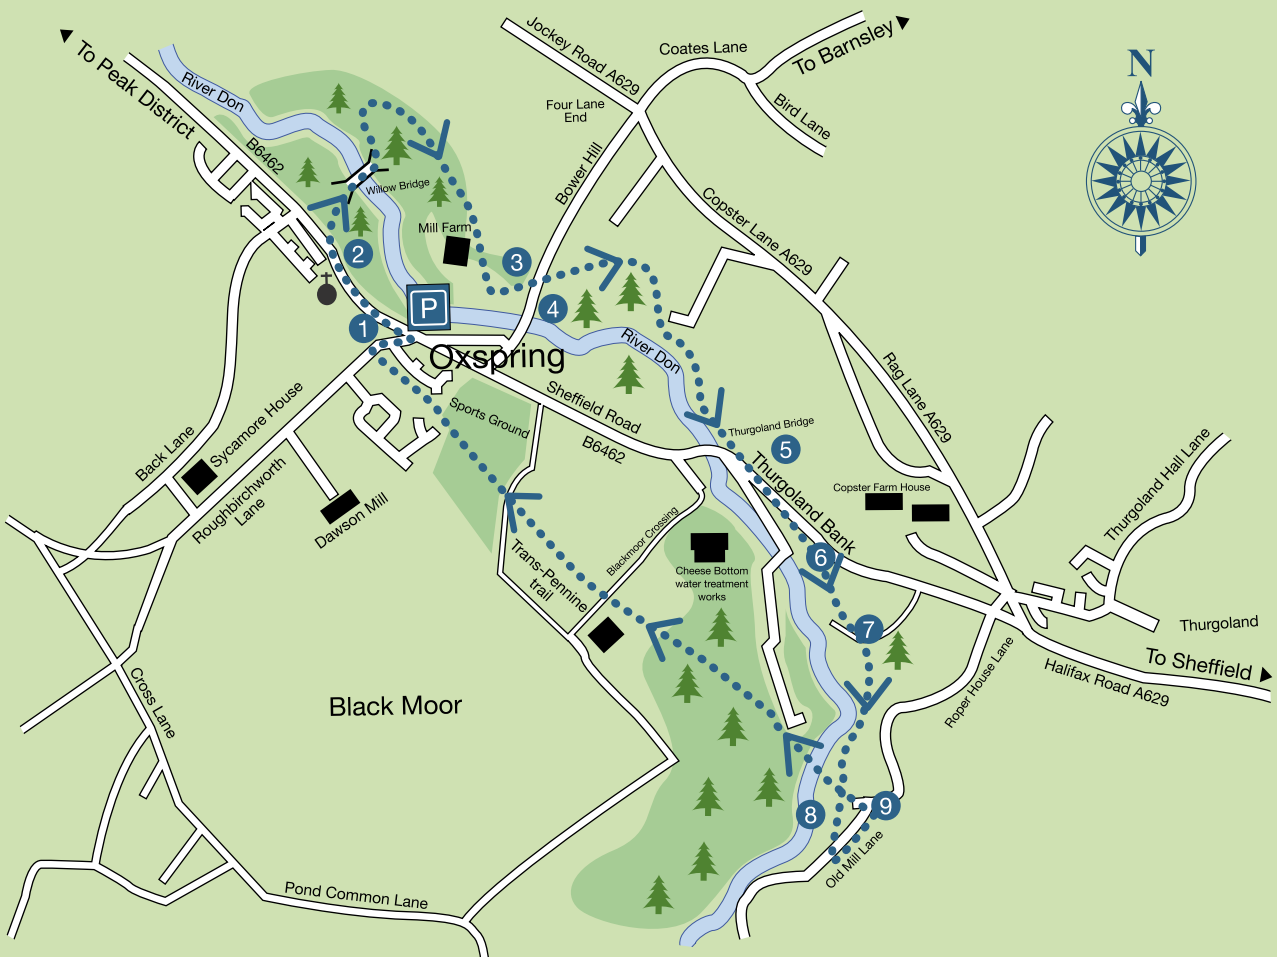 To Peak District
River Don
B6462
Jockey Road A629
Coates Lane
To Barnsley
Bird Lane
Four Lane
End
Bower Hill
N
Willow Bridge
Mill Farm
Copster Lane A629
2
3
4
P
1
Oxspring
River Don
Rag Lane A629
Sheffield Road
B6462
Sports Ground
Thurgoland Bridge
5
Thurgoland Bank
Copster Farm House
Thurgoland Hall Lane
Back Lane
Sycamore House
Roughbirchworth
Lane
Dawson Mill
Trans-Pennine
trail
Blackmoor Crossing
Cheese Bottom
water treatment
works
6
7
Thurgoland
To Sheffield
Halifax Road A629
Roper House Lane
Cross Lane
Black Moor
8
9
Old Mill Lane
Pond Common Lane